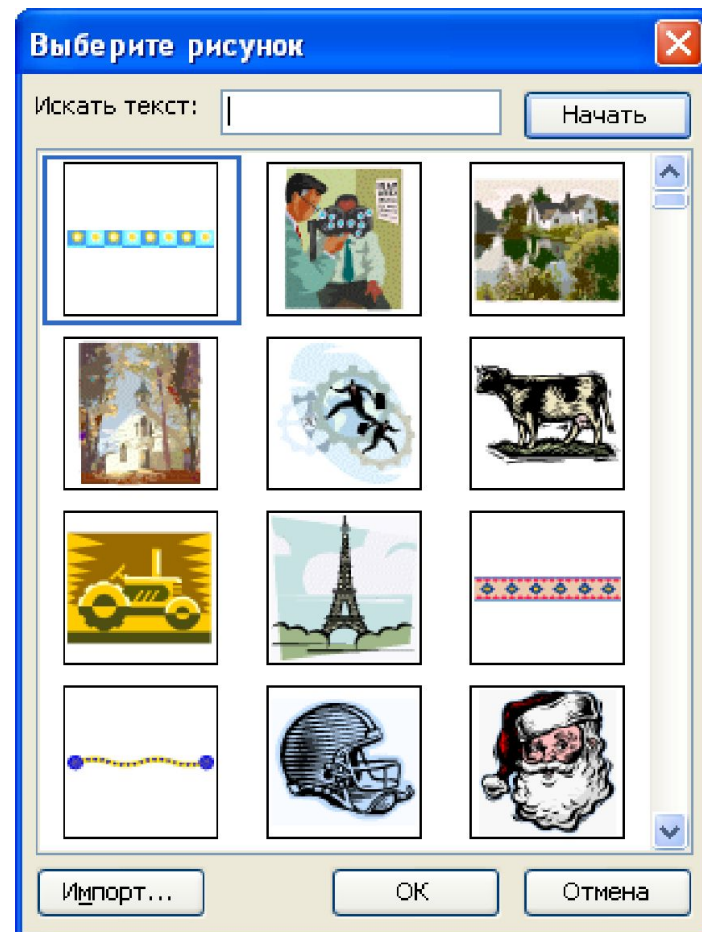 Выберите рисунок
Искать текст:
Начать
Импорт...
ОК
Отмена